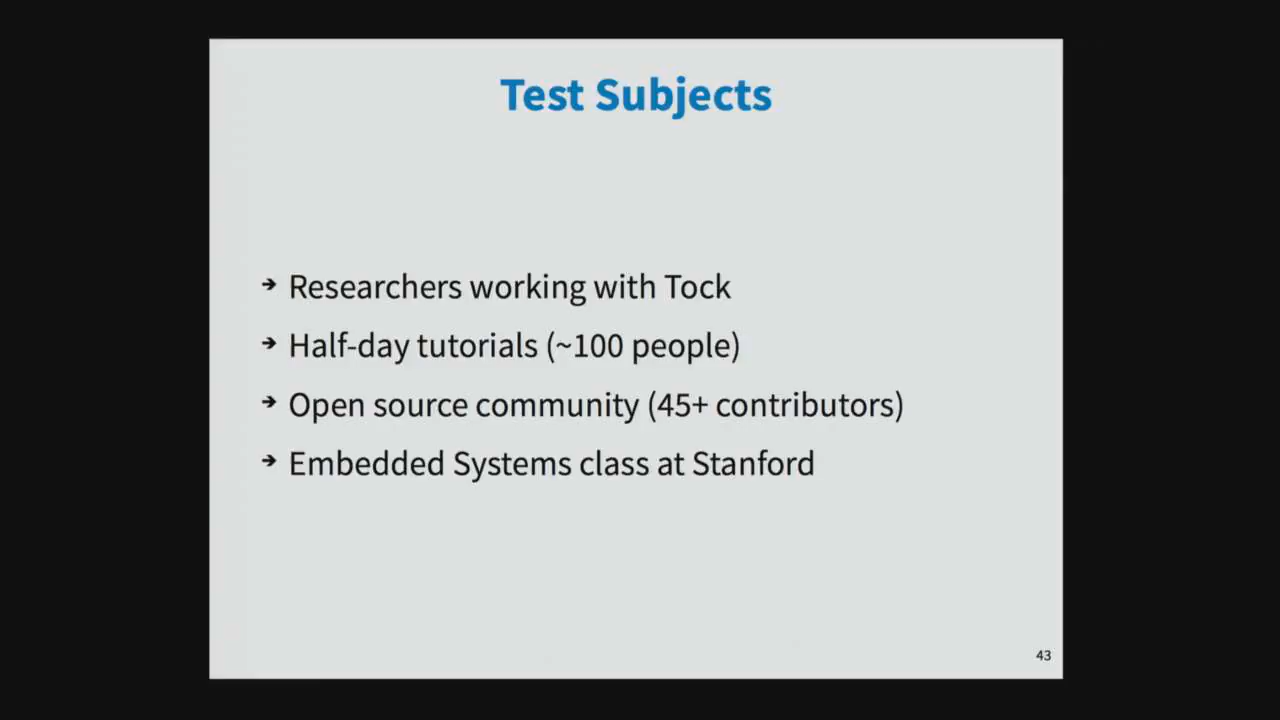 Test Subjects
➔ Researchers working with Tock
➔ Half-day tutorials (~100 people)
➔ Open source community (45+ contributors)
➔ Embedded Systems class at Stanford
43